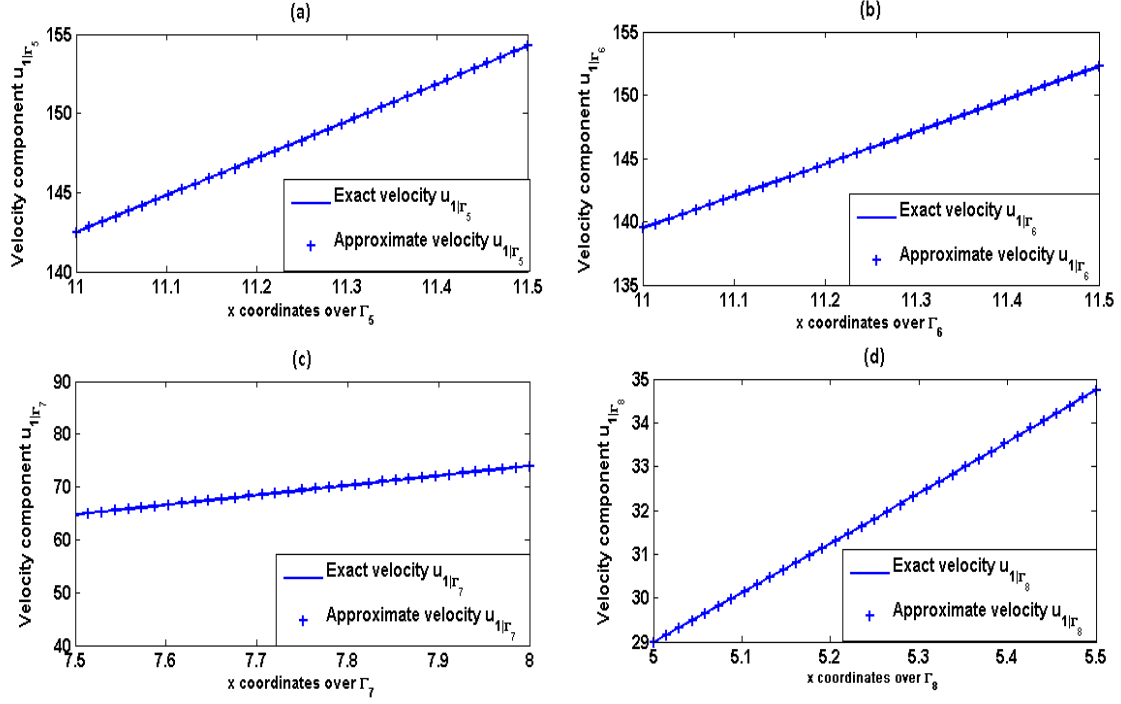 (a)
Velocity component u1|Γ5
155
150
145
140
11 11.1 11.2 11.3 11.4 11.5
x coordinates over Γ5
Exact velocity u1|Γ5
Approximate velocity u1|Γ5
(b)
Velocity component u1|Γ6
155
150
145
140
135
11 11.1 11.2 11.3 11.4 11.5
x coordinates over Γ6
Exact velocity u1|Γ6
Approximate velocity u1|Γ6
(c)
Velocity component u1|Γ7
90
80
70
60
50
40
7.5 7.6 7.7 7.8 7.9 8
x coordinates over Γ7
Exact velocity u1|Γ7
Approximate velocity u1|Γ7
(d)
Velocity component u1|Γ8
35
34
33
32
31
30
29
5 5.1 5.2 5.3 5.4 5.5
x coordinates over Γ8
Exact velocity u1|Γ8
Approximate velocity u1|Γ8